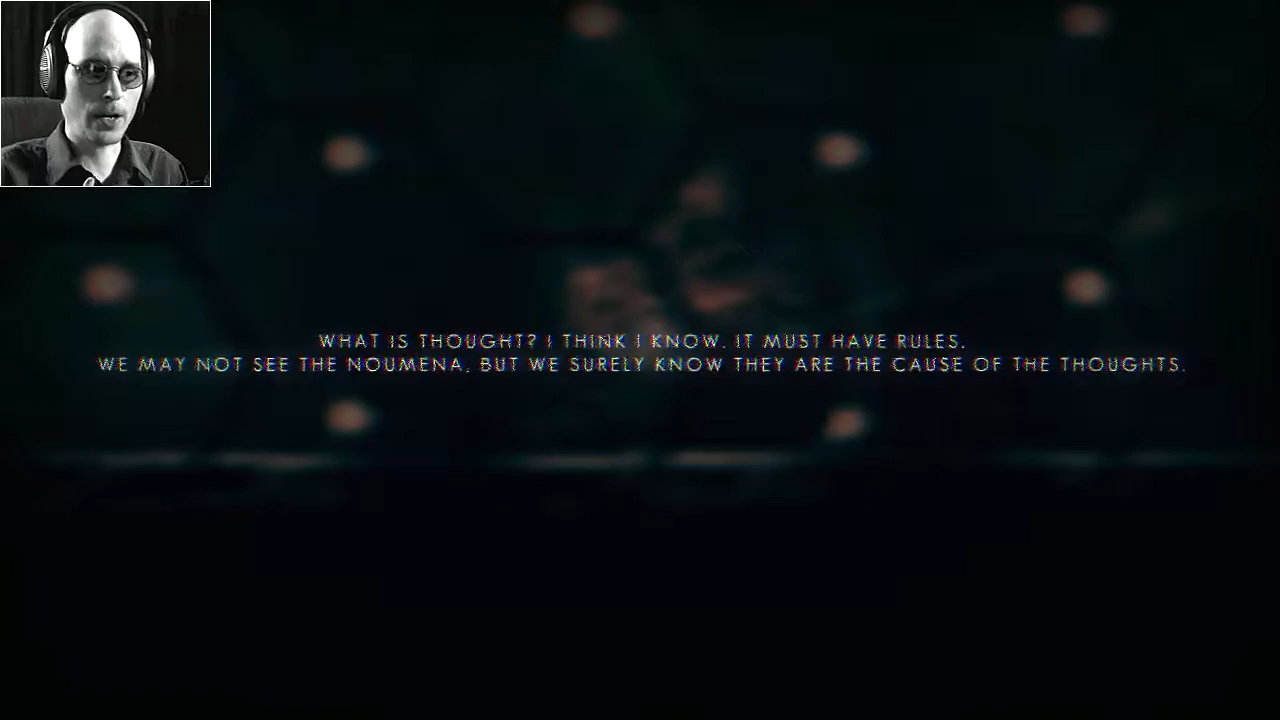 WHAT IS THOUGHT? I THINK I KNOW. IT MUST HAVE RULES.
WE MAY NOT SEE THE NOUMENA, BUT WE SURELY KNOW THEY ARE THE CAUSE OF THE THOUGHTS.